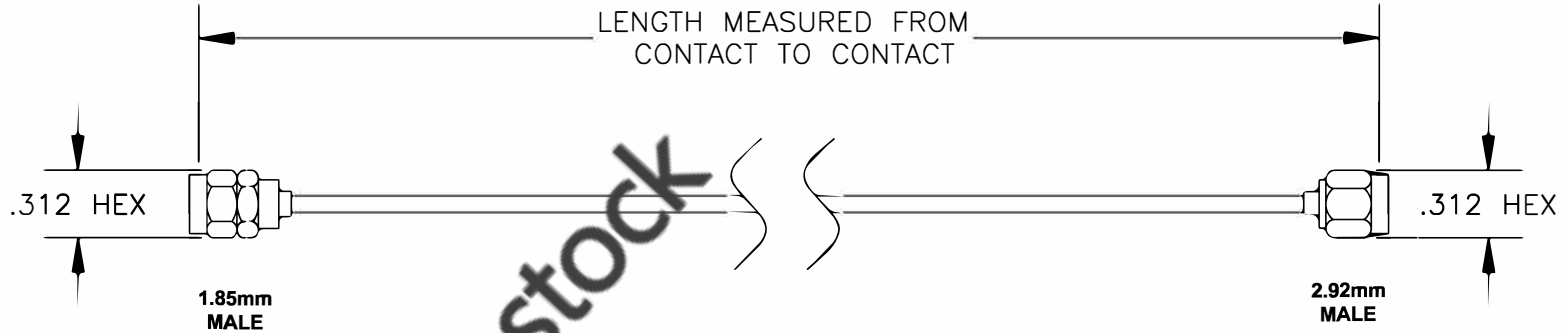 LENGTH MEASURED FROM
CONTACT TO CONTACT
.312 HEX
.312 HEX
1.85mm
MALE
2.92mm
MALE
stock